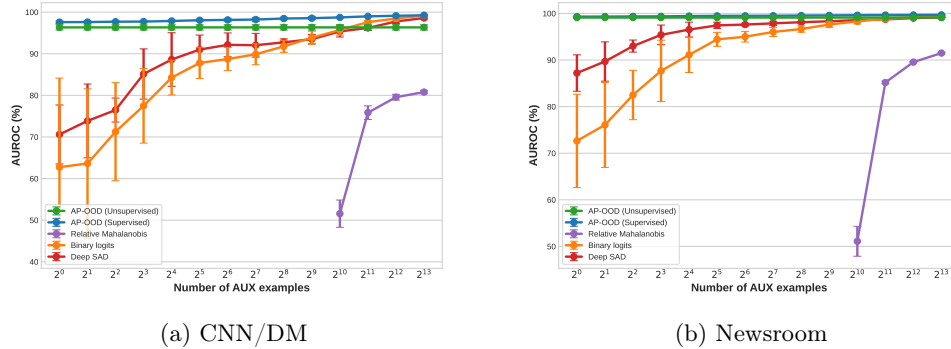 100
90
80
70
60
50
40
AUROC (%)
AP-OOD (Unsupervised)
AP-OOD (Supervised)
Relative Mahalanobis
Binary logits
Deep SAD
2^0 2^1 2^2 2^3 2^4 2^5 2^6 2^7 2^8 2^9 2^10 2^11 2^12 2^13
Number of AUX examples
(a) CNN/DM
100
90
80
70
60
50
AUROC (%)
AP-OOD (Unsupervised)
AP-OOD (Supervised)
Relative Mahalanobis
Binary logits
Deep SAD
2^0 2^1 2^2 2^3 2^4 2^5 2^6 2^7 2^8 2^9 2^10 2^11 2^12 2^13
Number of AUX examples
(b) Newsroom